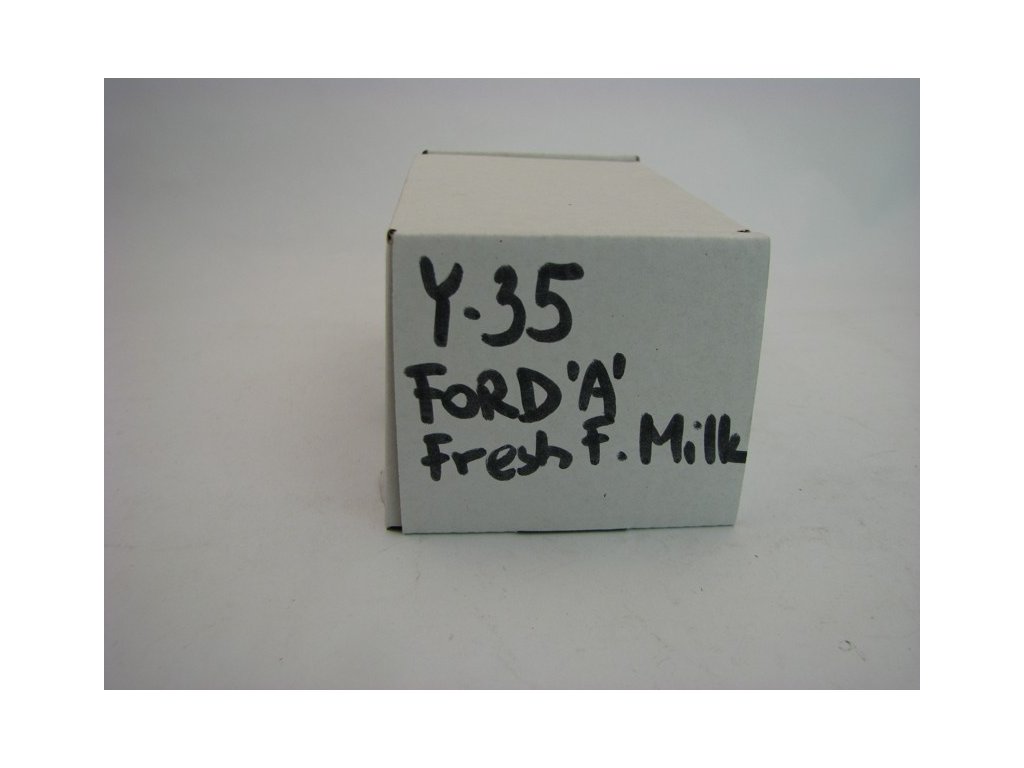 Y.35
FORD 'A'
Fresh F. Milk